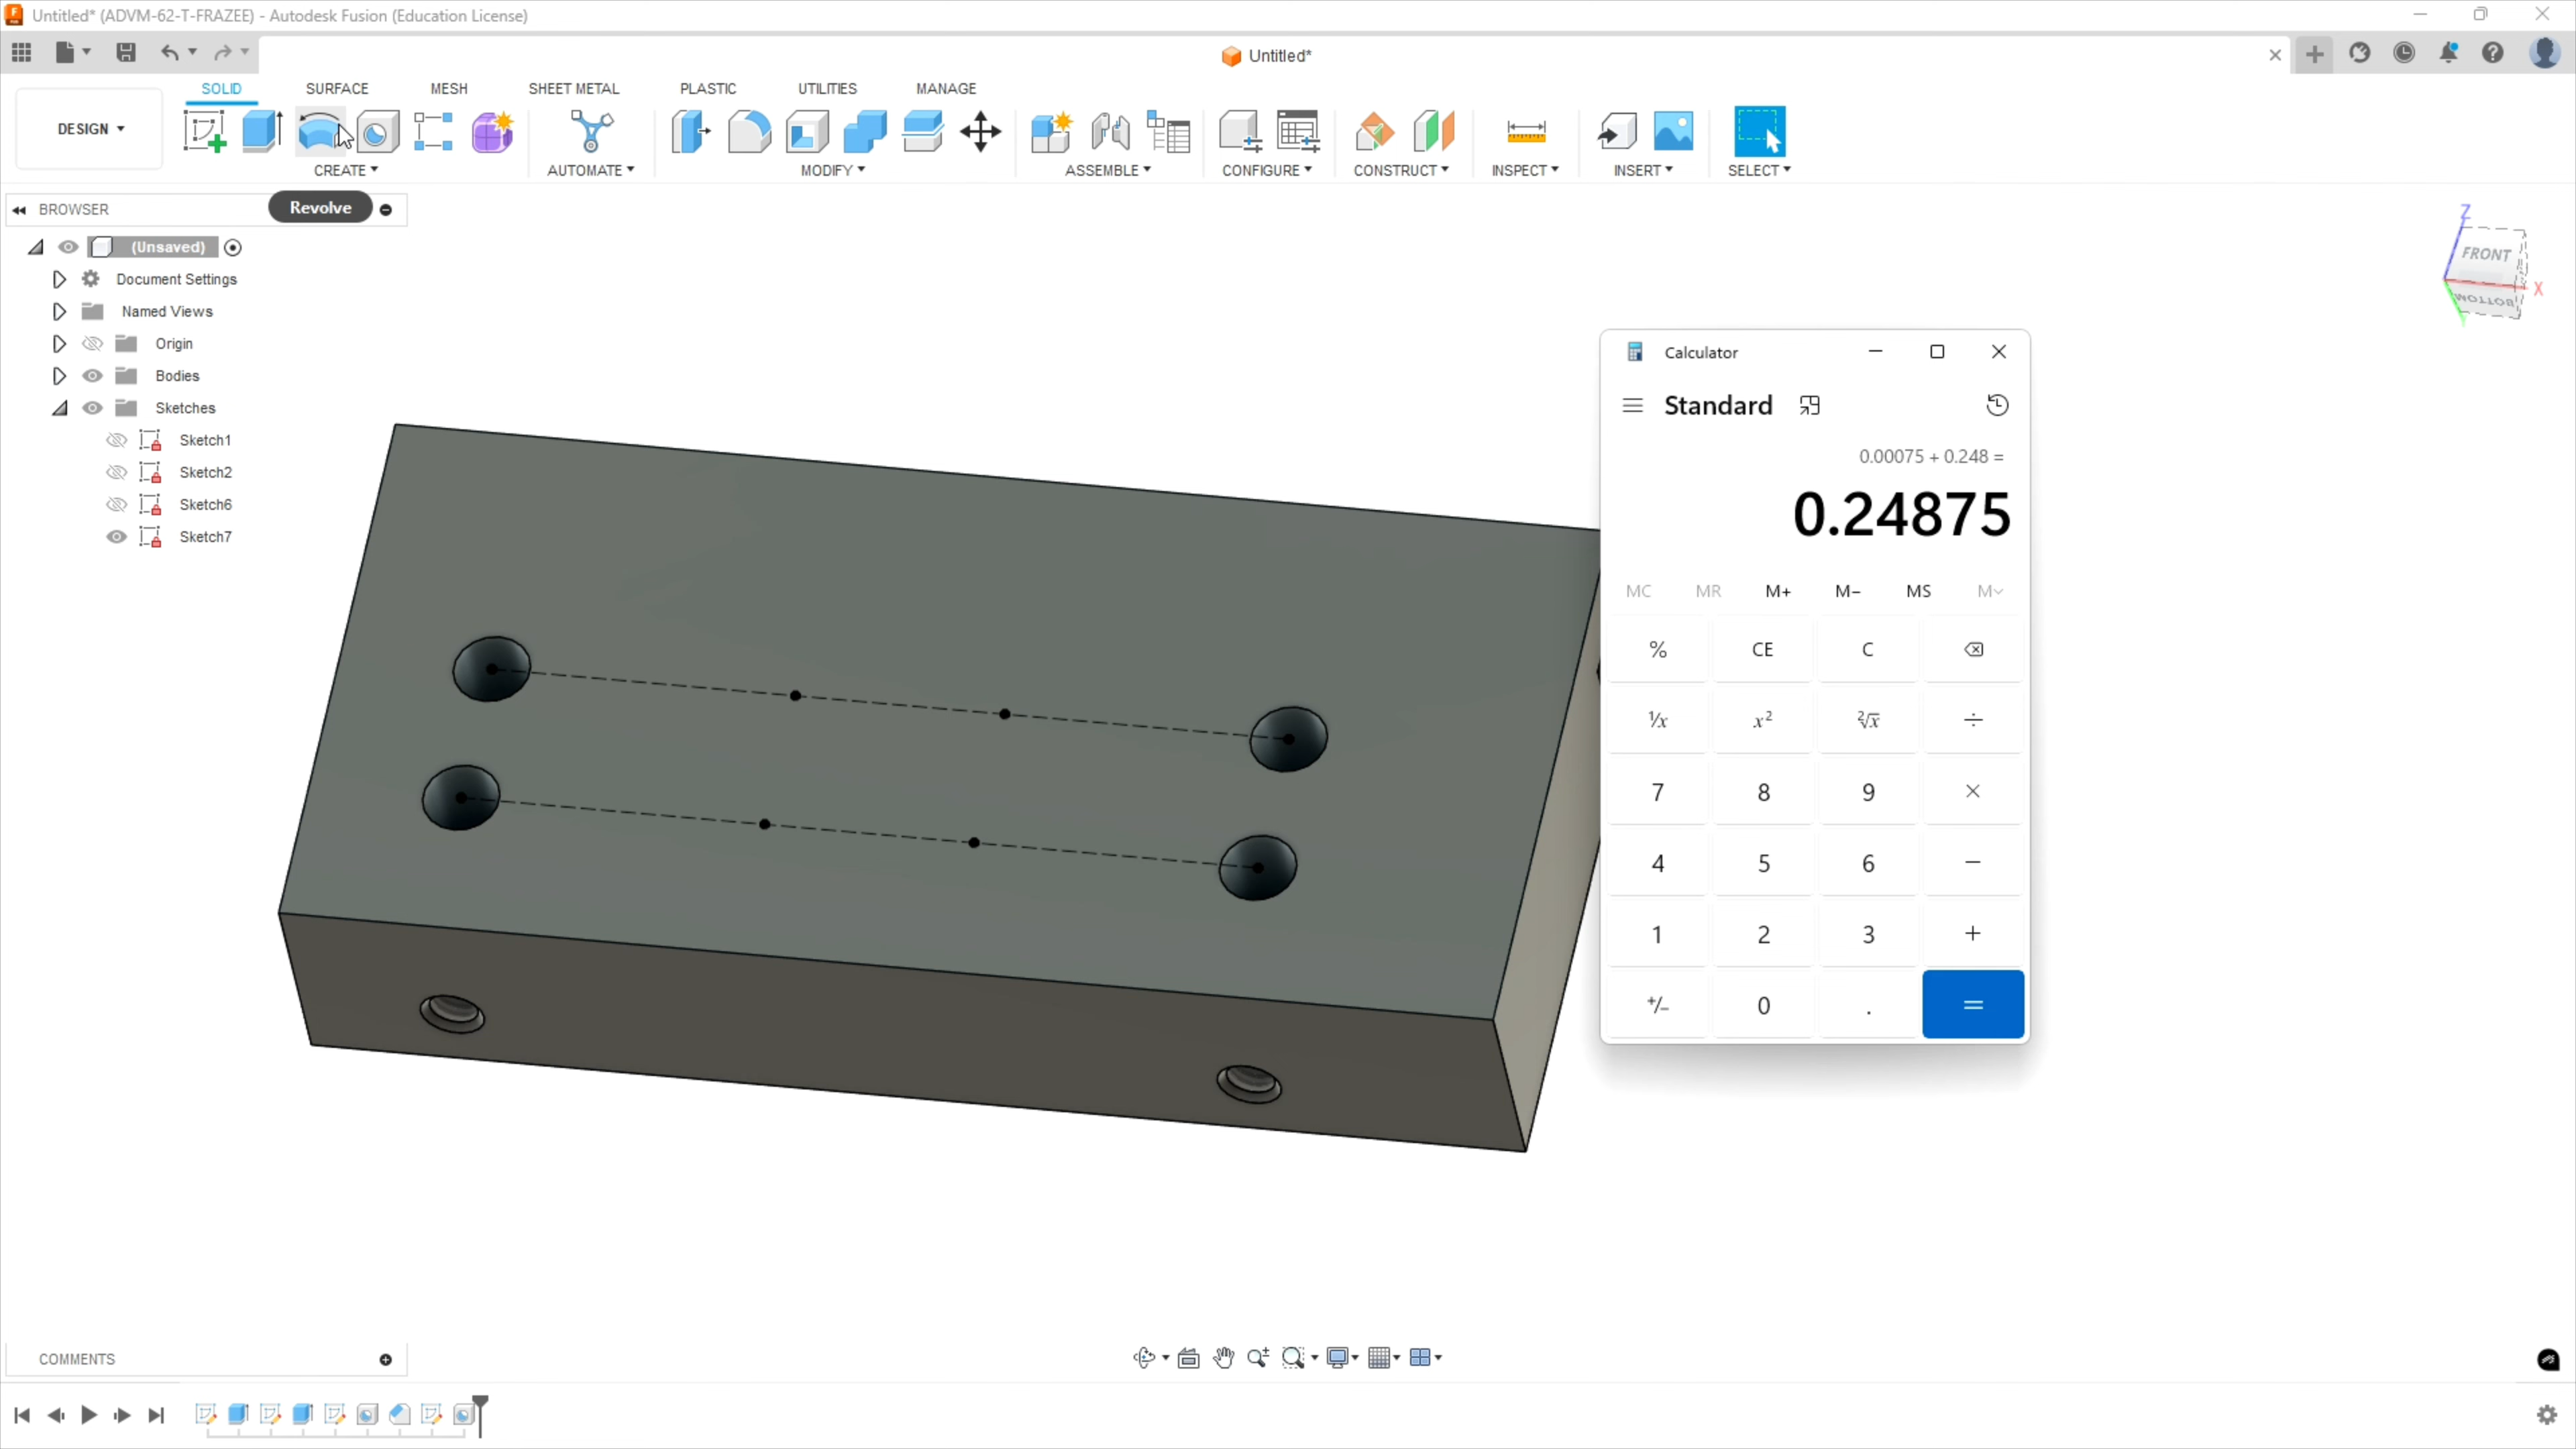 Untitled* (ADVM-62-T-FRAZEE) - Autodesk Fusion (Education License)
Untitled*
DESIGN
SOLID SURFACE MESH SHEET METAL PLASTIC UTILITIES MANAGE
CREATE AUTOMATE MODIFY ASSEMBLE CONFIGURE CONSTRUCT INSPECT INSERT SELECT
BROWSER
Revolve
(Unsaved)
Document Settings
Named Views
Origin
Bodies
Sketches
Sketch1
Sketch2
Sketch6
Sketch7
Z
FRONT
BOTTOM
X
Calculator
Standard
0.00075 + 0.248 =
0.24875
MC MR M+ M− MS M
% CE C
1/x x² ²√x ÷
7 8 9 ×
4 5 6 −
1 2 3 +
+/− 0 . =
COMMENTS